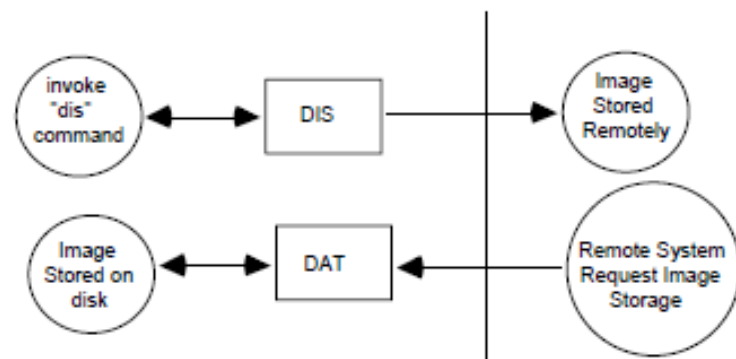 invoke
"dis"
command
DIS
Image
Stored
Remotely
Image
Stored on
disk
DAT
Remote System
Request Image
Storage